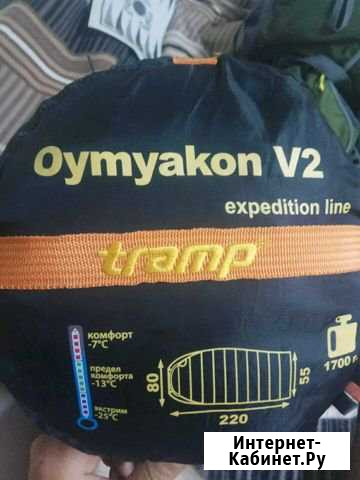 Oymyakon V2
expedition line
tramp
комфорт
-7°C
предел
комфорта
-13°C
экстрим
-25°C
80
220
55
1700 г
Интернет-
Кабинет.Ру